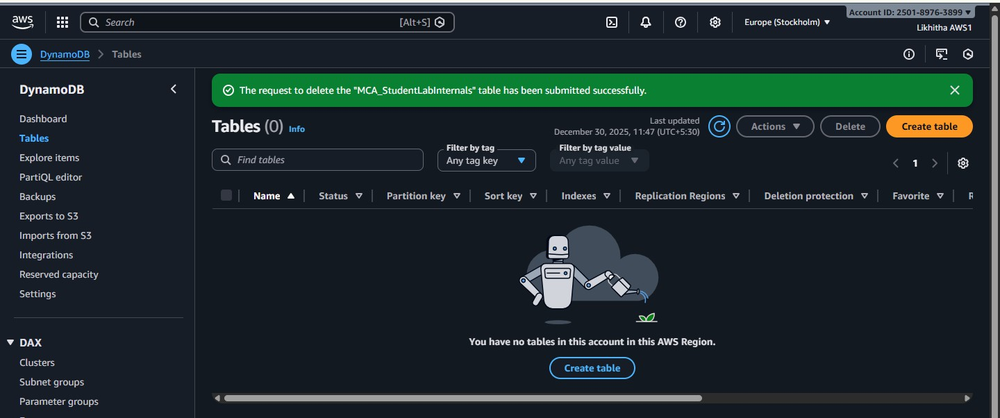 aws
Search
[Alt+S]
Europe (Stockholm)
Account ID: 2501-8976-3899
Likhitha AWS1
DynamoDB
Tables
DynamoDB
Dashboard
Tables
Explore items
PartiQL editor
Backups
Exports to S3
Imports from S3
Integrations
Reserved capacity
Settings
DAX
Clusters
Subnet groups
Parameter groups
The request to delete the "MCA_StudentLabInternals" table has been submitted successfully.
Tables (0) Info
Last updated
December 30, 2025, 11:47 (UTC+5:30)
Actions
Delete
Create table
Find tables
Filter by tag
Any tag key
Filter by tag value
Any tag value
1
Name Status Partition key Sort key Indexes Replication Regions Deletion protection Favorite
You have no tables in this account in this AWS Region.
Create table